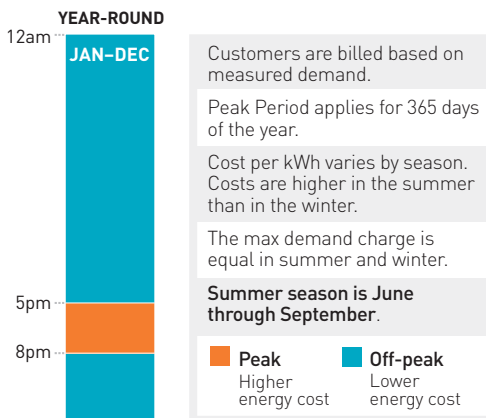 YEAR-ROUND
12am
JAN–DEC
5pm
8pm
Customers are billed based on
measured demand.
Peak Period applies for 365 days
of the year.
Cost per kWh varies by season.
Costs are higher in the summer
than in the winter.
The max demand charge is
equal in summer and winter.
Summer season is June
through September.
Peak
Higher
energy cost
Off-peak
Lower
energy cost